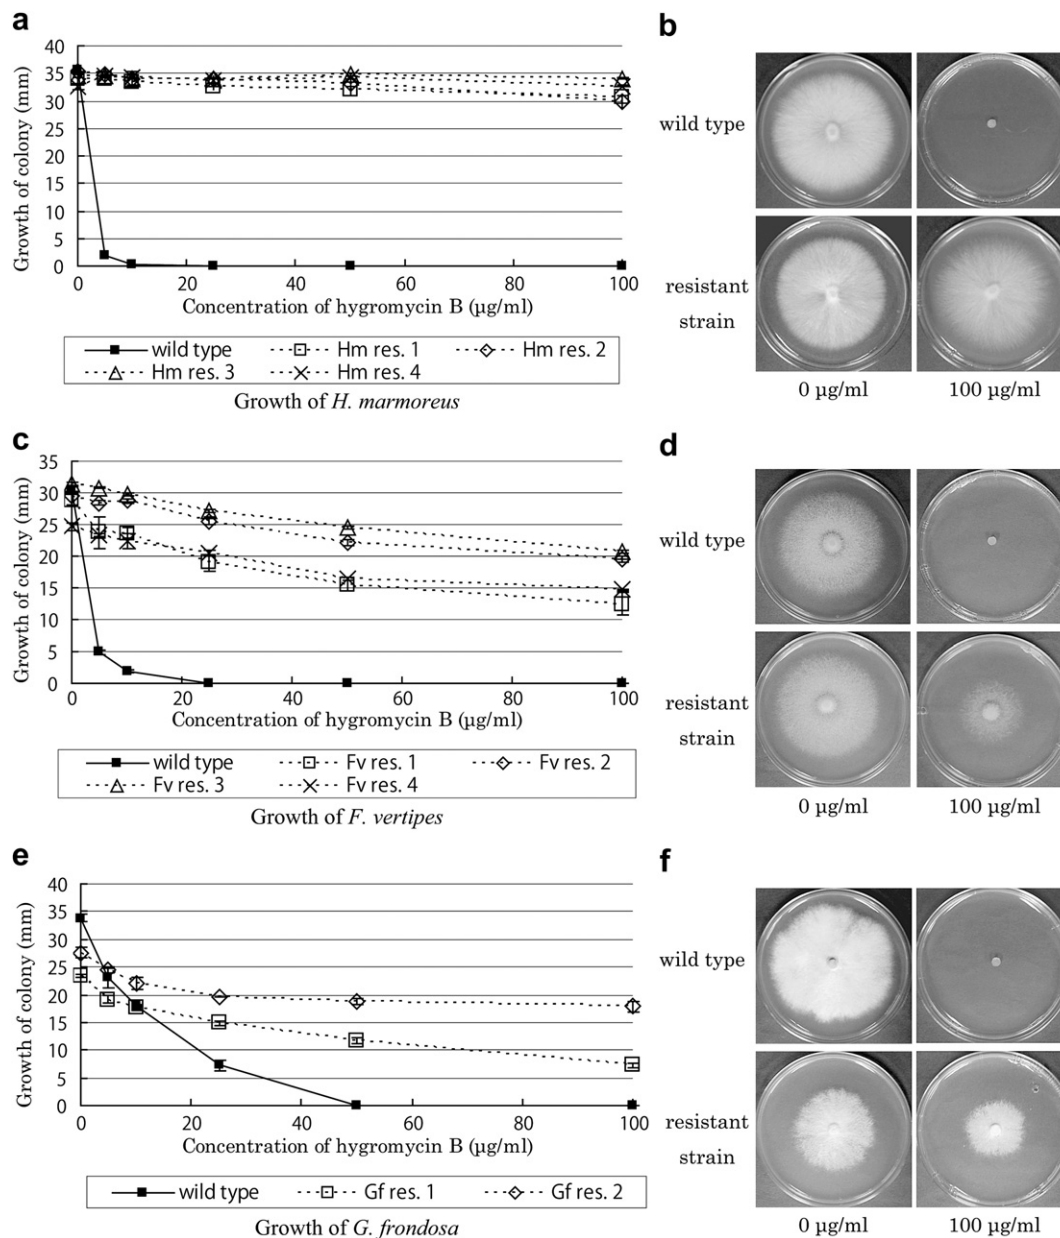 a
Growth of colony (mm)
40
35
30
25
20
15
10
5
0
0 20 40 60 80 100
Concentration of hygromycin B (µg/ml)
wild type Hm res. 1 Hm res. 2
Hm res. 3 Hm res. 4
Growth of H. marmoreus
b
wild type
resistant
strain
0 µg/ml 100 µg/ml
c
Growth of colony (mm)
35
30
25
20
15
10
5
0
0 20 40 60 80 100
Concentration of hygromycin B (µg/ml)
wild type Fv res. 1 Fv res. 2
Fv res. 3 Fv res. 4
Growth of F. vertipes
d
wild type
resistant
strain
0 µg/ml 100 µg/ml
e
Growth of colony (mm)
40
35
30
25
20
15
10
5
0
0 20 40 60 80 100
Concentration of hygromycin B (µg/ml)
wild type Gf res. 1 Gf res. 2
Growth of G. frondosa
f
wild type
resistant
strain
0 µg/ml 100 µg/ml